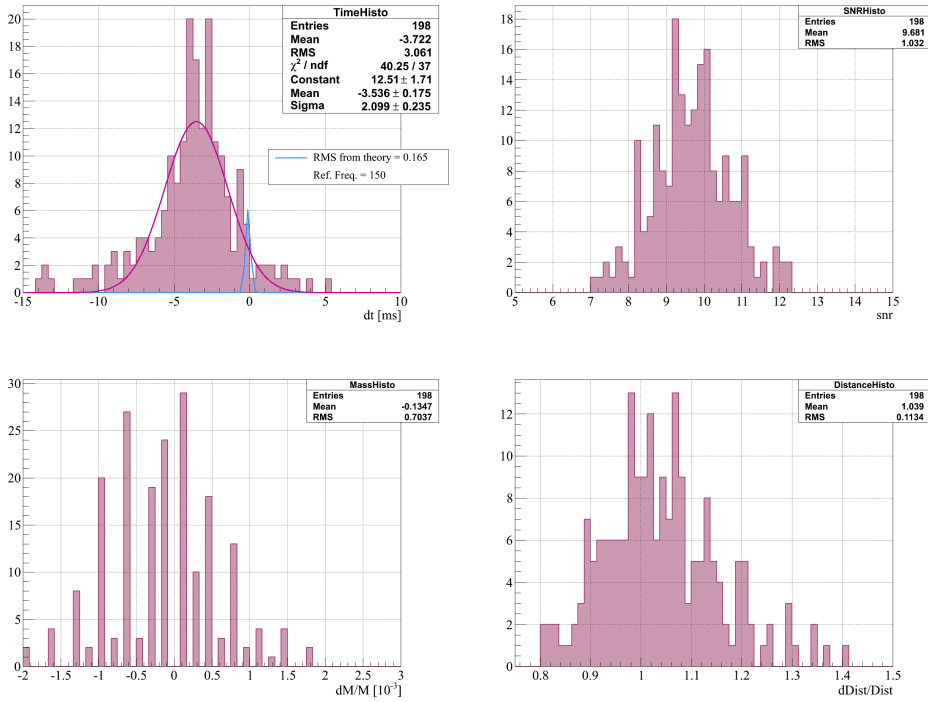 TimeHisto
Entries 198
Mean -3.722
RMS 3.061
χ² / ndf 40.25 / 37
Constant 12.51 ± 1.71
Mean -3.536 ± 0.175
Sigma 2.099 ± 0.235
RMS from theory = 0.165
Ref. Freq. = 150
20
18
16
14
12
10
8
6
4
2
0
-15 -10 -5 0 5 10
dt [ms]
SNRHisto
Entries 198
Mean 9.681
RMS 1.032
18
16
14
12
10
8
6
4
2
0
5 6 7 8 9 10 11 12 13 14 15
snr
MassHisto
Entries 198
Mean -0.1347
RMS 0.7037
30
25
20
15
10
5
0
-2 -1.5 -1 -0.5 0 0.5 1 1.5 2 2.5 3
dM/M [10⁻³]
DistanceHisto
Entries 198
Mean 1.039
RMS 0.1134
12
10
8
6
4
2
0
0.8 0.9 1 1.1 1.2 1.3 1.4 1.5
dDist/Dist